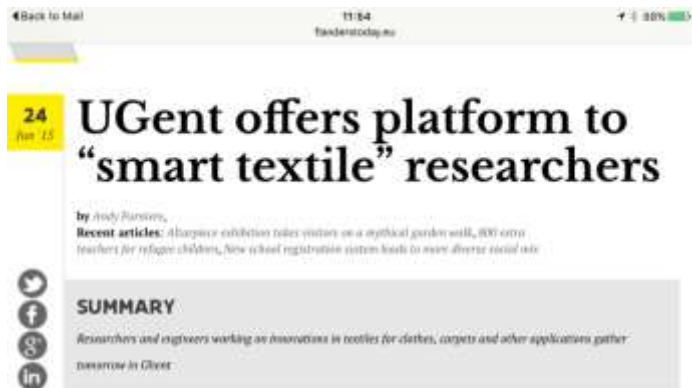 Back to Mail
11:54
88%
flanderstoday.eu
24
Jun '15
UGent offers platform to
“smart textile” researchers
by Andy Furniere,
Recent articles: Altarpiece exhibition takes visitors on a mythical garden walk, 800 extra
teachers for refugee children, New school registration system leads to more diverse social mix
SUMMARY
Researchers and engineers working on innovations in textiles for clothes, carpets and other applications gather
tomorrow in Ghent